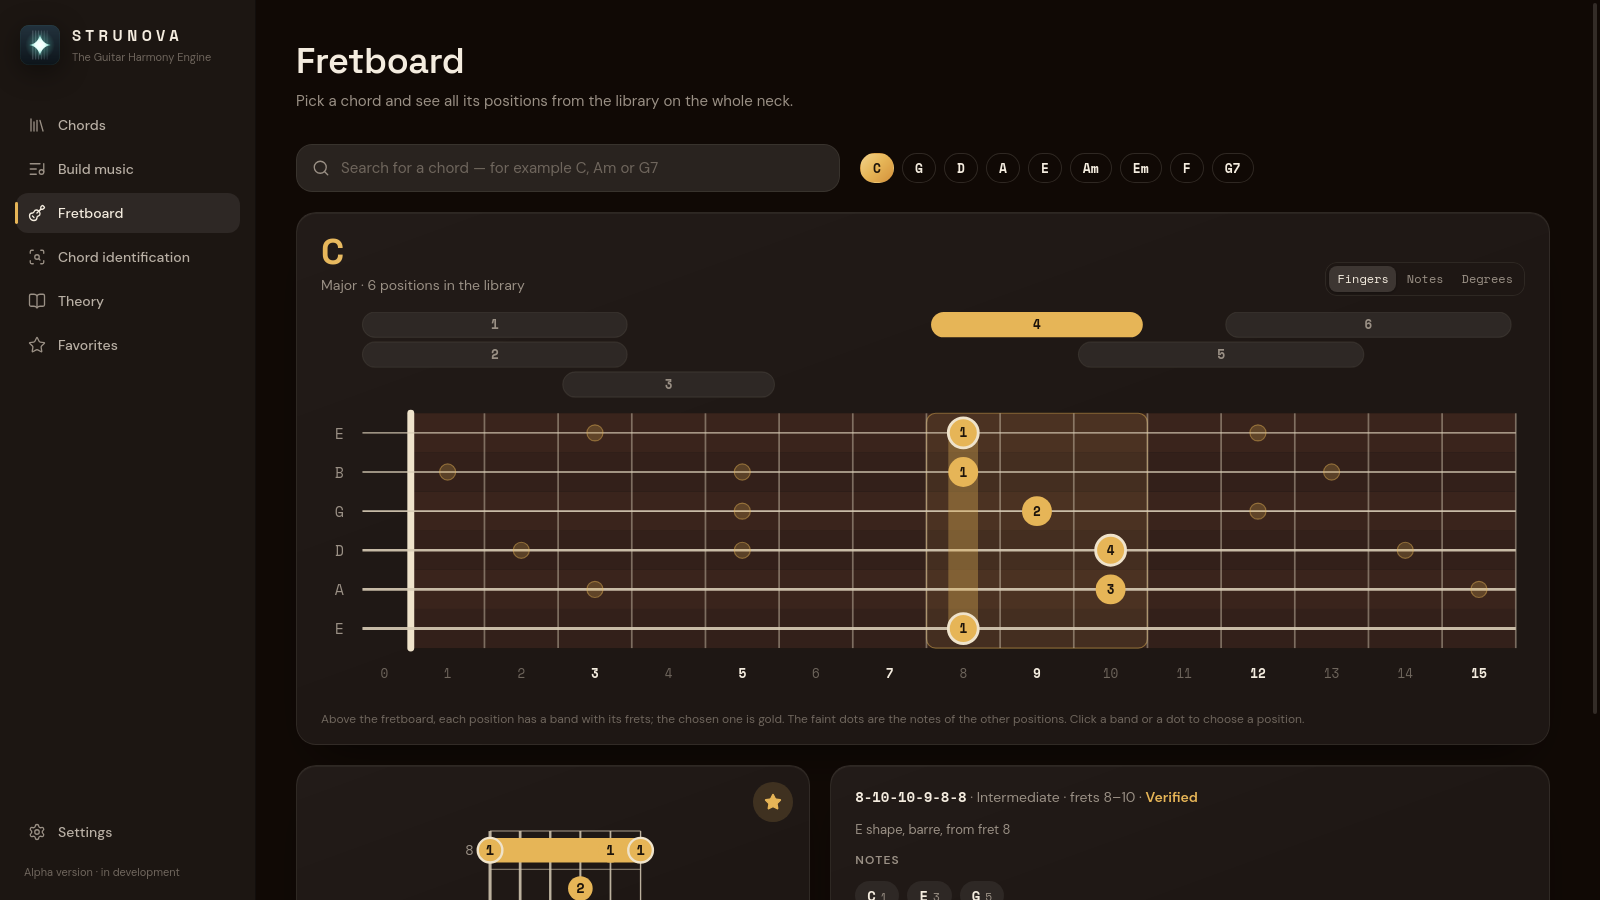 STRUNOVA
The Guitar Harmony Engine
Chords
Build music
Fretboard
Chord identification
Theory
Favorites
Settings
Alpha version · in development
Fretboard
Pick a chord and see all its positions from the library on the whole neck.
Search for a chord — for example C, Am or G7
C G D A E Am Em F G7
C
Major · 6 positions in the library
Fingers Notes Degrees
1 4 6
2 5
3
E 1
B 1
G 2
D 4
A 3
E 1
0 1 2 3 4 5 6 7 8 9 10 11 12 13 14 15
Above the fretboard, each position has a band with its frets; the chosen one is gold. The faint dots are the notes of the other positions. Click a band or a dot to choose a position.
8 1 1 1
2
8-10-10-9-8-8 · Intermediate · frets 8–10 · Verified
E shape, barre, from fret 8
NOTES
C 1 E 3 G 5